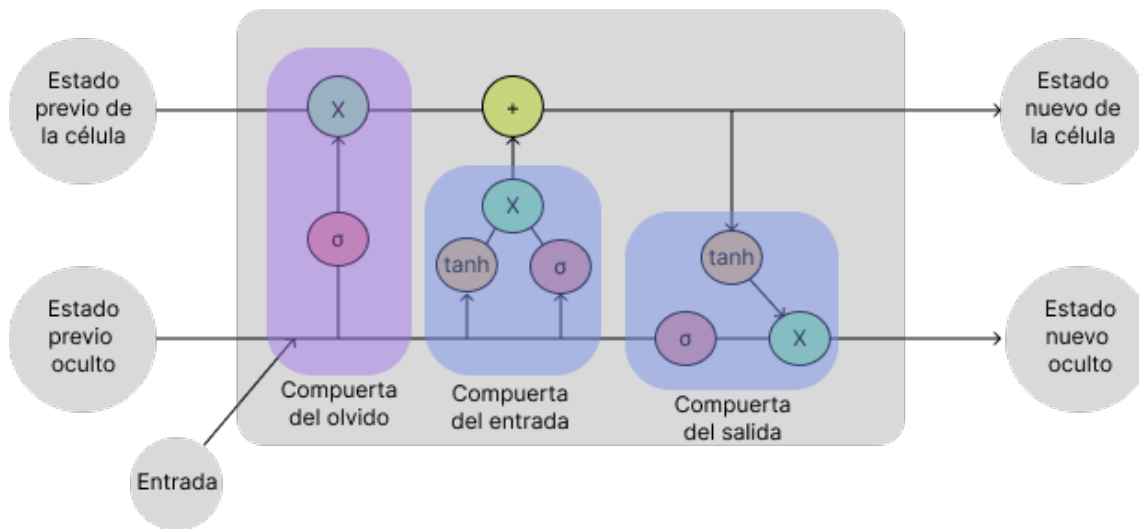 Estado
previo de
la célula
X
+
Estado
nuevo de
la célula
X
σ
tanh
σ
tanh
Estado
previo
oculto
σ
X
Estado
nuevo
oculto
Compuerta
del olvido
Compuerta
del entrada
Compuerta
del salida
Entrada